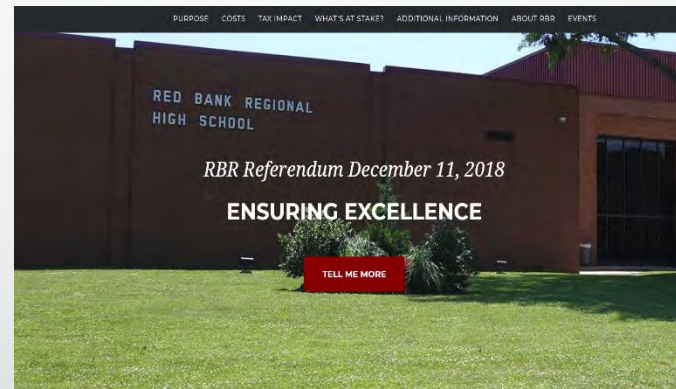 PURPOSE COSTS TAX IMPACT WHAT'S AT STAKE? ADDITIONAL INFORMATION ABOUT RBR EVENTS
RED BANK REGIONAL
HIGH SCHOOL
RBR Referendum December 11, 2018
ENSURING EXCELLENCE
TELL ME MORE